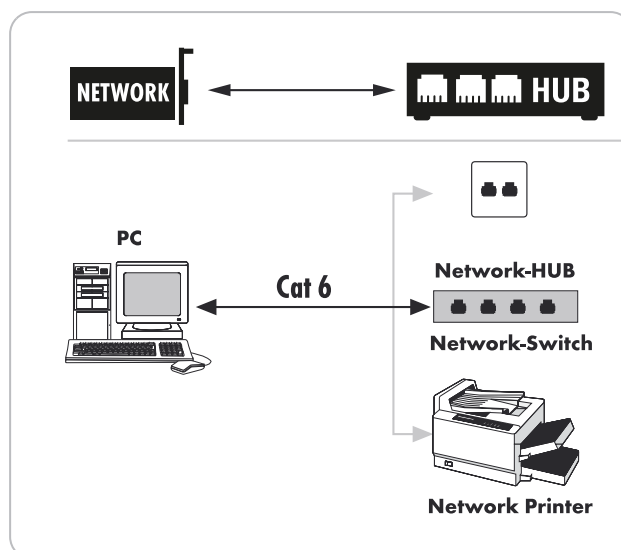 NETWORK
HUB
PC
Cat 6
Network-HUB
Network-Switch
Network Printer